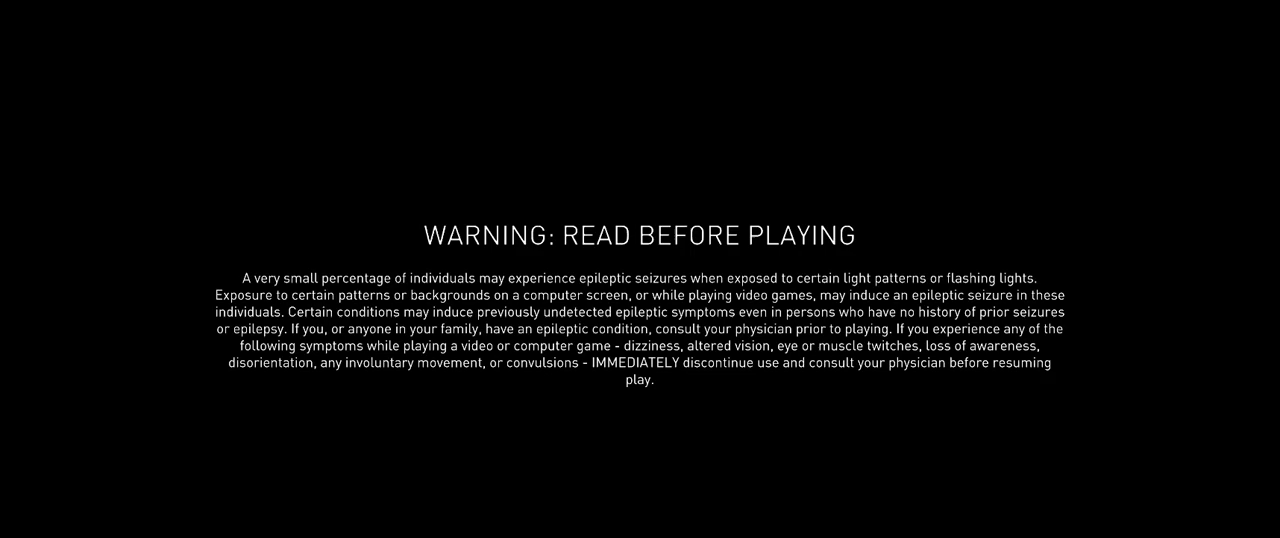 WARNING: READ BEFORE PLAYING
A very small percentage of individuals may experience epileptic seizures when exposed to certain light patterns or flashing lights.
Exposure to certain patterns or backgrounds on a computer screen, or while playing video games, may induce an epileptic seizure in these
individuals. Certain conditions may induce previously undetected epileptic symptoms even in persons who have no history of prior seizures
or epilepsy. If you, or anyone in your family, have an epileptic condition, consult your physician prior to playing. If you experience any of the
following symptoms while playing a video or computer game - dizziness, altered vision, eye or muscle twitches, loss of awareness,
disorientation, any involuntary movement, or convulsions - IMMEDIATELY discontinue use and consult your physician before resuming
play.